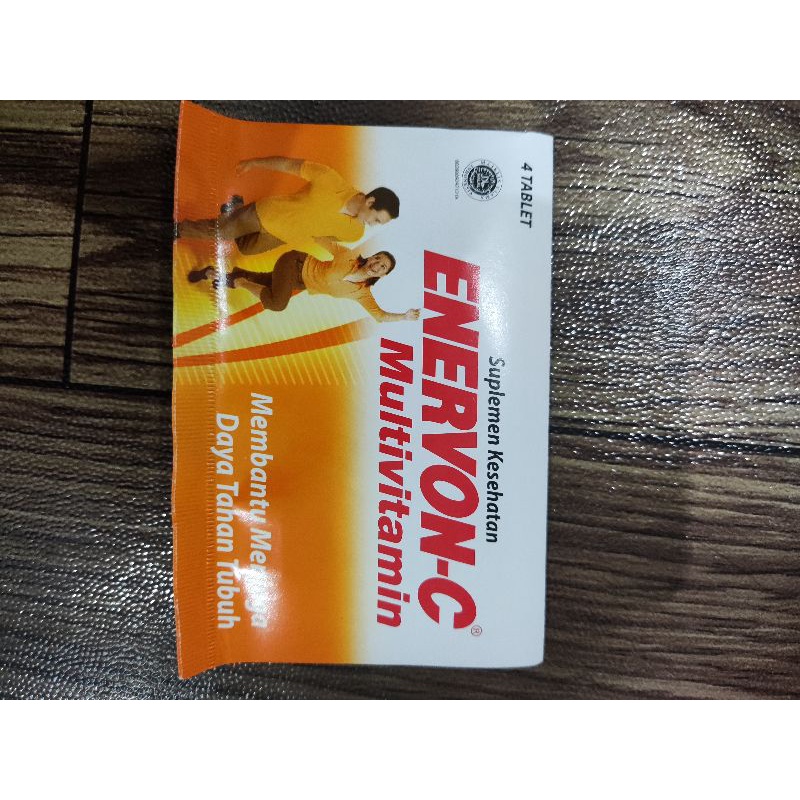 4 TABLET
Suplemen Kesehatan
ENERVON-C®
Multivitamin
Membantu Menjaga
Daya Tahan Tubuh